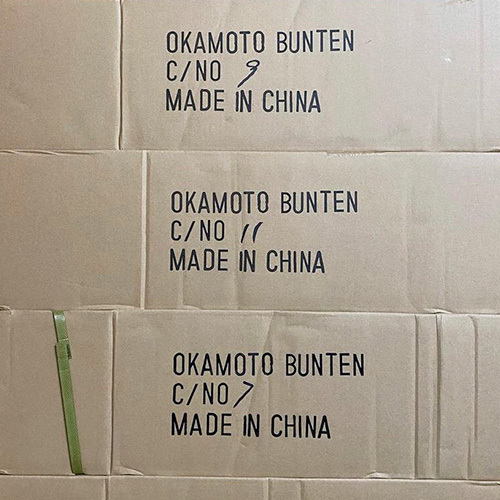 OKAMOTO BUNTEN
C/NO 9
MADE IN CHINA
OKAMOTO BUNTEN
C/NO 11
MADE IN CHINA
OKAMOTO BUNTEN
C/NO 7
MADE IN CHINA